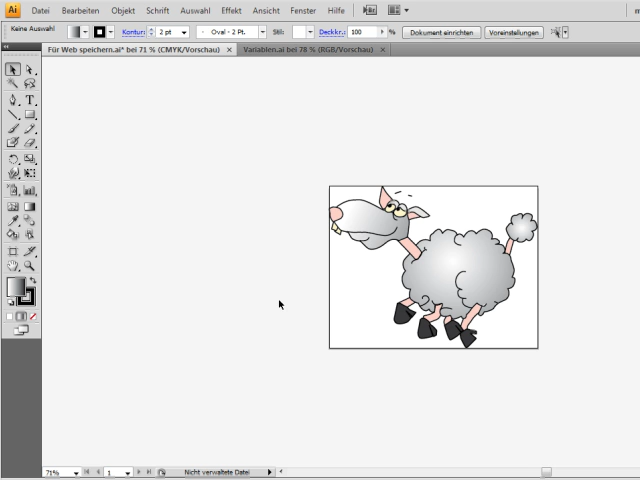 Ai Datei Bearbeiten Objekt Schrift Auswahl Effekt Ansicht Fenster Hilfe
Keine Auswahl Kontur: 2 pt Oval - 2 Pt. Stil: Deckkr.: 100 % Dokument einrichten Voreinstellungen
Für Web speichern.ai* bei 71 % (CMYK/Vorschau) Variablen.ai bei 78 % (RGB/Vorschau)
71% 1 Nicht verwaltete Datei